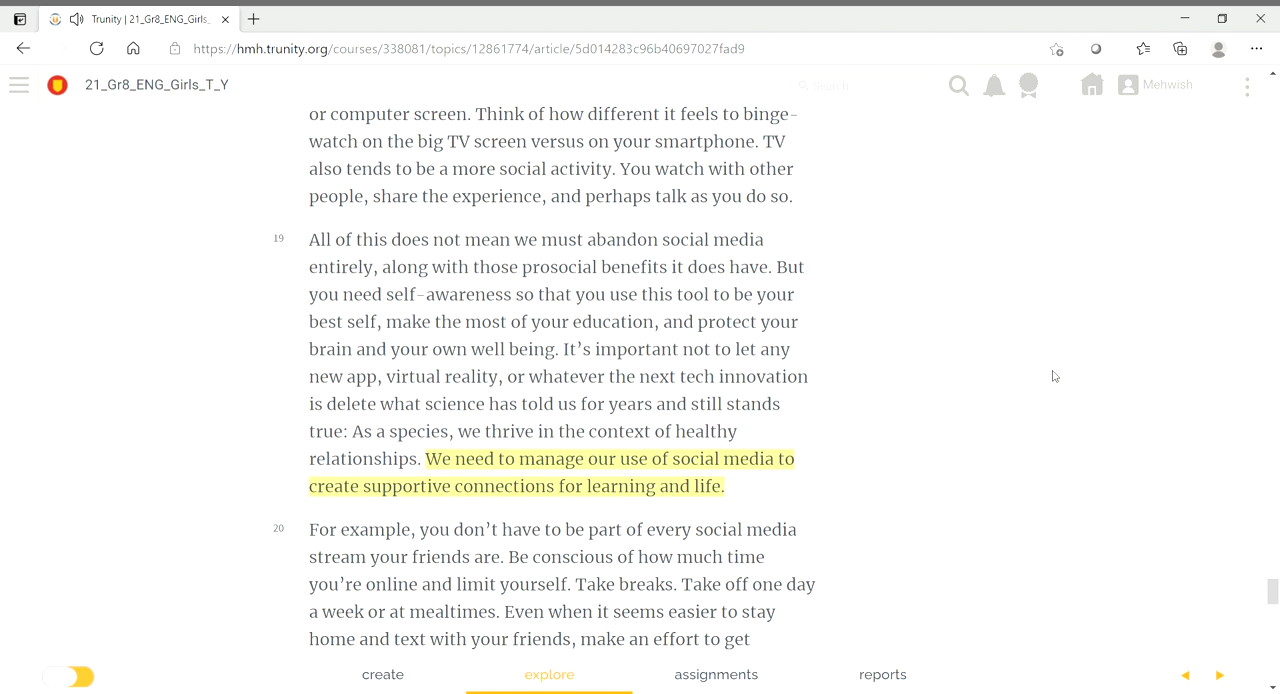 Trunity | 21_Gr8_ENG_Girls_
https://hmh.trunity.org/courses/338081/topics/12861774/article/5d014283c96b40697027fad9
21_Gr8_ENG_Girls_T_Y
Search
Mehwish
or computer screen. Think of how different it feels to binge-
watch on the big TV screen versus on your smartphone. TV
also tends to be a more social activity. You watch with other
people, share the experience, and perhaps talk as you do so.
19
All of this does not mean we must abandon social media
entirely, along with those prosocial benefits it does have. But
you need self-awareness so that you use this tool to be your
best self, make the most of your education, and protect your
brain and your own well being. It’s important not to let any
new app, virtual reality, or whatever the next tech innovation
is delete what science has told us for years and still stands
true: As a species, we thrive in the context of healthy
relationships. We need to manage our use of social media to
create supportive connections for learning and life.
20
For example, you don’t have to be part of every social media
stream your friends are. Be conscious of how much time
you’re online and limit yourself. Take breaks. Take off one day
a week or at mealtimes. Even when it seems easier to stay
home and text with your friends, make an effort to get
create
explore
assignments
reports